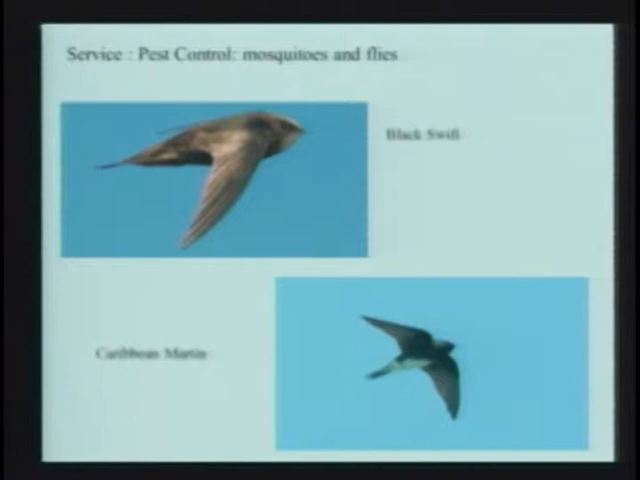 Service : Pest Control: mosquitoes and flies
Black Swift
Caribbean Martin